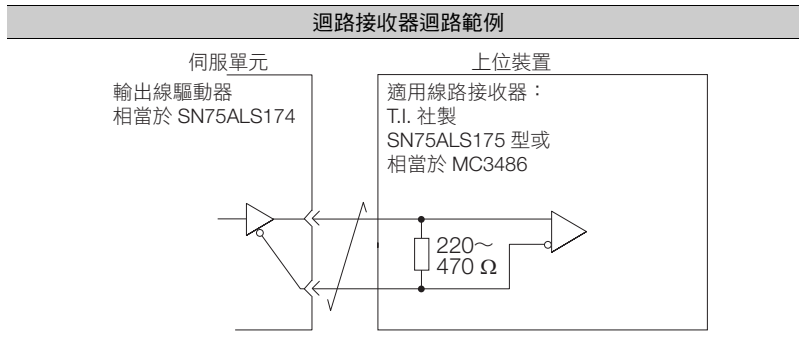 迴路接收器迴路範例
伺服單元
上位裝置
輸出線驅動器
相當於 SN75ALS174
適用線路接收器：
T.I. 社製
SN75ALS175 型或
相當於 MC3486
220～
470 Ω